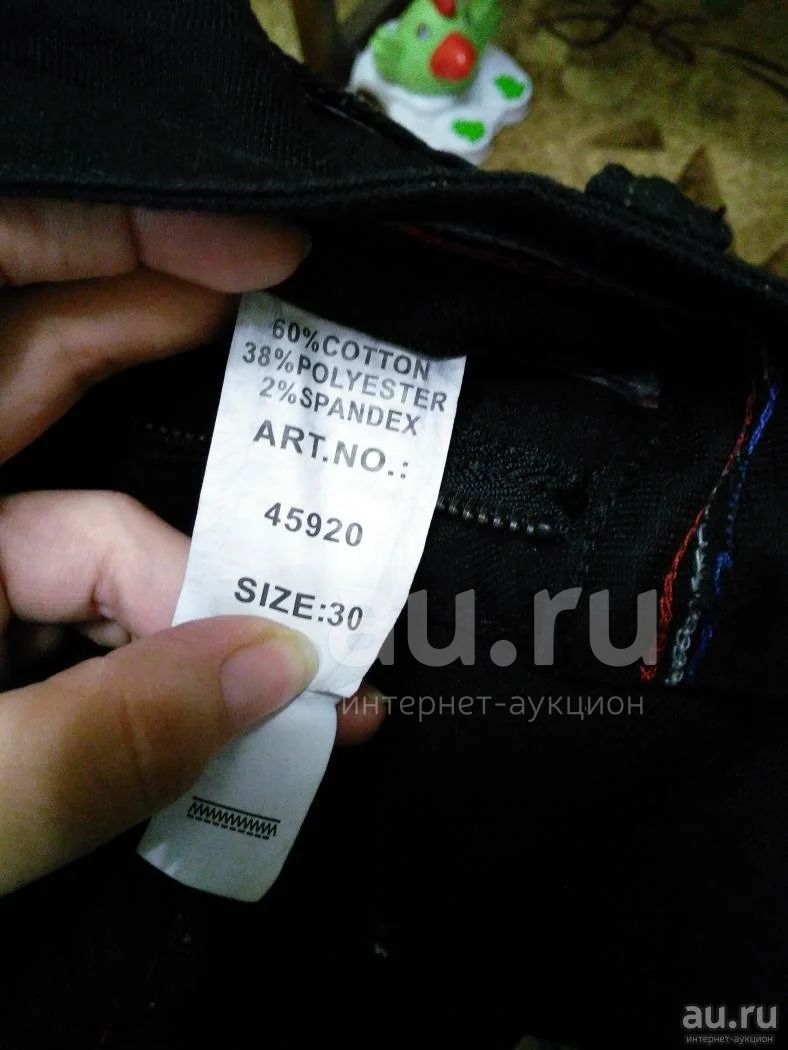 60%COTTON
38%POLYESTER
2%SPANDEX
ART.NO.:
45920
SIZE:30
au.ru
интернет-аукцион
au.ru
интернет-аукцион